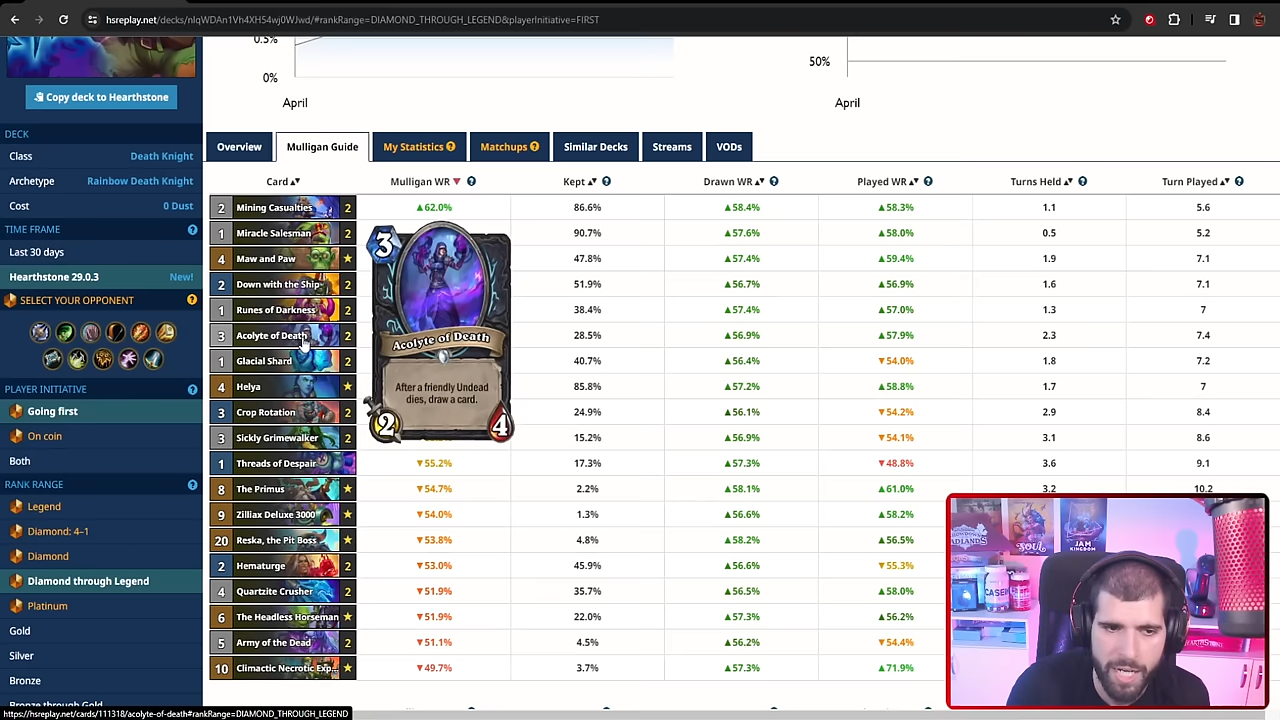 hsreplay.net/decks/nlqWDAn1Vh4XH54wj0WJwd/#rankRange=DIAMOND_THROUGH_LEGEND&playerInitiative=FIRST
Copy deck to Hearthstone
DECK
Class Death Knight
Archetype Rainbow Death Knight
Cost 0 Dust
TIME FRAME
Last 30 days
Hearthstone 29.0.3 New!
SELECT YOUR OPPONENT
PLAYER INITIATIVE
Going first
On coin
Both
RANK RANGE
Legend
Diamond: 4–1
Diamond
Diamond through Legend
Platinum
Gold
Silver
Bronze
Bronze through Gold
0.5%
0%
April
50%
April
Overview Mulligan Guide My Statistics Matchups Similar Decks Streams VODs
Card Mulligan WR Kept Drawn WR Played WR Turns Held Turn Played
2 Mining Casualties 2 ▲62.0% 86.6% ▲58.4% ▲58.3% 1.1 5.6
1 Miracle Salesman 2 90.7% ▲57.6% ▲58.0% 0.5 5.2
4 Maw and Paw ★ 47.8% ▲57.4% ▲59.4% 1.9 7.1
2 Down with the Ship 2 51.9% ▲56.7% ▲56.9% 1.6 7.1
1 Runes of Darkness 2 38.4% ▲57.4% ▲57.0% 1.3 7
3 Acolyte of Death 2 28.5% ▲56.9% ▲57.9% 2.3 7.4
1 Glacial Shard 2 40.7% ▲56.4% ▼54.0% 1.8 7.2
4 Helya ★ 85.8% ▲57.2% ▲58.8% 1.7 7
3 Crop Rotation 2 24.9% ▲56.1% ▼54.2% 2.9 8.4
3 Sickly Grimewalker 2 15.2% ▲56.9% ▼54.1% 3.1 8.6
1 Threads of Despair 2 ▼55.2% 17.3% ▲57.3% ▼48.8% 3.6 9.1
8 The Primus ★ ▼54.7% 2.2% ▲58.1% ▲61.0% 3.2 10.2
9 Zilliax Deluxe 3000 ★ ▼54.0% 1.3% ▲56.6% ▲58.2%
20 Reska, the Pit Boss ★ ▼53.8% 4.8% ▲58.2% ▲56.5%
2 Hematurge 2 ▼53.0% 45.9% ▲56.6% ▼55.3%
4 Quartzite Crusher 2 ▼51.9% 35.7% ▲56.5% ▲58.0%
6 The Headless Horseman ★ ▼51.9% 22.0% ▲57.3% ▲56.2%
5 Army of the Dead 2 ▼51.1% 4.5% ▲56.2% ▼54.4%
10 Climactic Necrotic Exp... ★ ▼49.7% 3.7% ▲57.3% ▲71.9%
3
Acolyte of Death
After a friendly Undead
dies, draw a card.
2 4
JAM
KINGDOM
https://hsreplay.net/cards/111318/acolyte-of-death#rankRange=DIAMOND_THROUGH_LEGEND